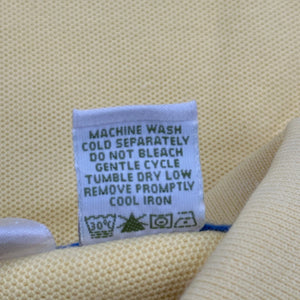 MACHINE WASH
COLD SEPARATELY
DO NOT BLEACH
GENTLE CYCLE
TUMBLE DRY LOW
REMOVE PROMPTLY
COOL IRON
30°C